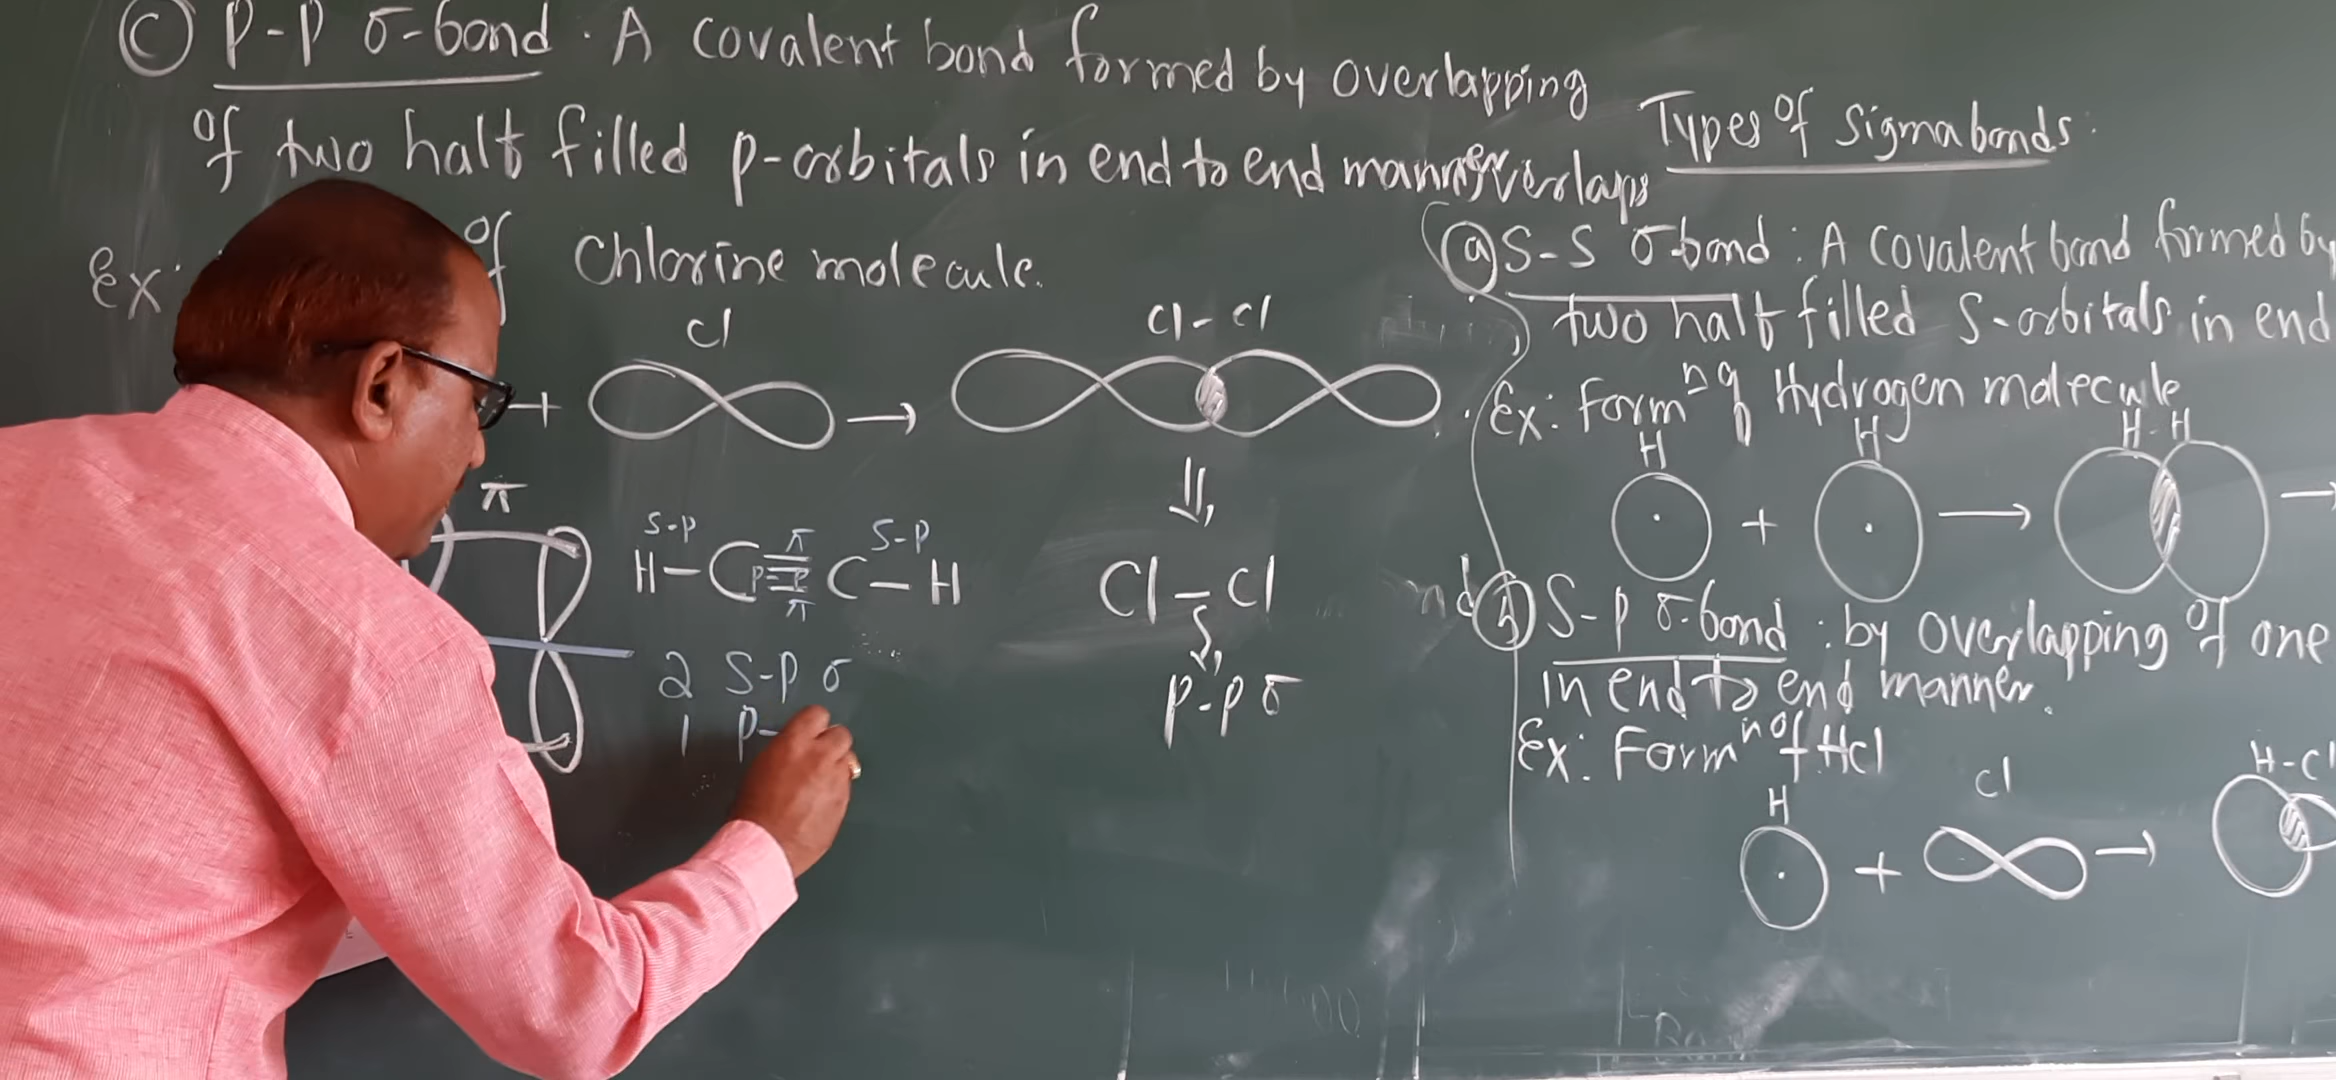 Ⓒ P-P σ-bond. A covalent bond formed by overlapping
of two half filled p-orbitals in end to end manner
Ex: of Chlorine molecule.
Cl
Cl-Cl
+ →
π
S-p S-p
π
H-C≡C-H
p-p
π
Cl-Cl
p-p σ
2 S-p σ
1 p-
Types of Sigma bonds.
overlaps
ⓐ S-S σ-bond: A covalent bond formed by
two half filled S-orbitals in end
Ex: Formⁿ of Hydrogen molecule
H H H-H
+ → →
ⓑ S-P σ-bond: by overlapping of one
in end to end manner.
Ex: Formⁿ of HCl
H Cl H-Cl
+ →